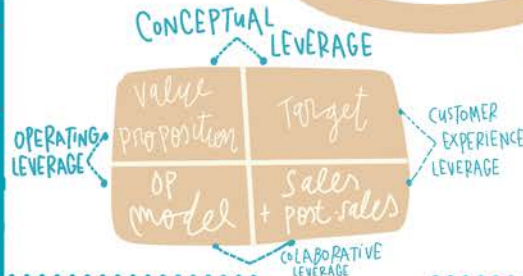 CONCEPTUAL
LEVERAGE
value
proposition
Target
OPERATING
LEVERAGE
CUSTOMER
EXPERIENCE
LEVERAGE
OP
model
Sales
+ post-sales
COLABORATIVE
LEVERAGE